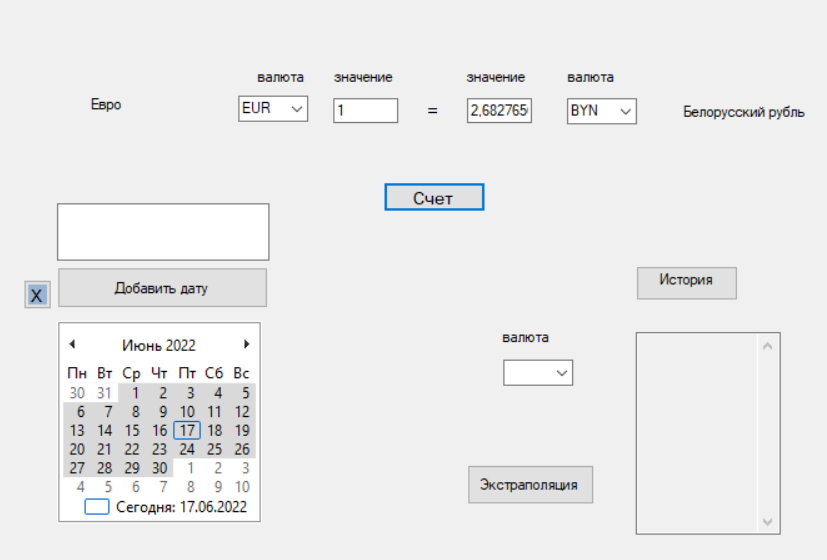 валюта значение значение валюта
Евро EUR 1 = 2,682765 BYN Белорусский рубль
Счет
Добавить дату
X
История
Июнь 2022
Пн Вт Ср Чт Пт Сб Вс
30 31 1 2 3 4 5
6 7 8 9 10 11 12
13 14 15 16 17 18 19
20 21 22 23 24 25 26
27 28 29 30 1 2 3
4 5 6 7 8 9 10
Сегодня: 17.06.2022
валюта
Экстраполяция